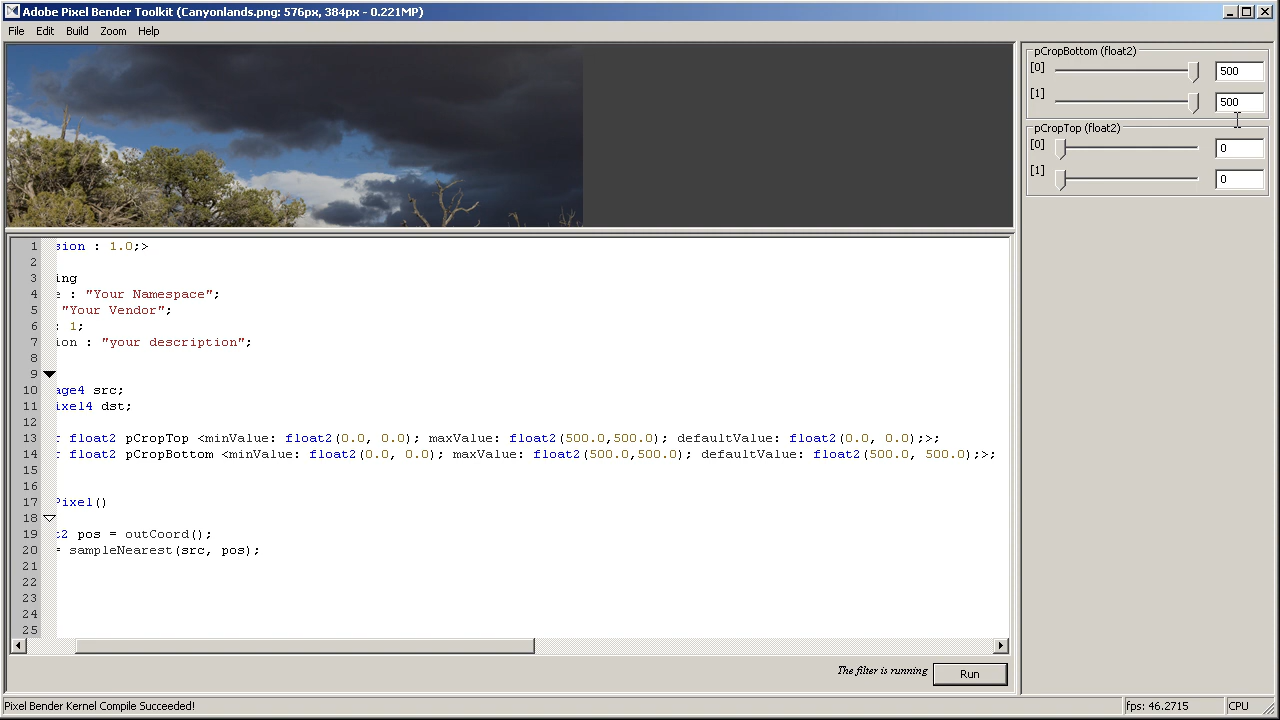 Adobe Pixel Bender Toolkit (Canyonlands.png: 576px, 384px - 0.221MP)
File Edit Build Zoom Help
pCropBottom (float2)
[0] 500
[1] 500
pCropTop (float2)
[0] 0
[1] 0
1 sion : 1.0;>
2
3 ing
4 e : "Your Namespace";
5 "Your Vendor";
6 : 1;
7 ion : "your description";
8
9
10 age4 src;
11 ixel4 dst;
12
13 r float2 pCropTop <minValue: float2(0.0, 0.0); maxValue: float2(500.0,500.0); defaultValue: float2(0.0, 0.0);>;
14 r float2 pCropBottom <minValue: float2(0.0, 0.0); maxValue: float2(500.0,500.0); defaultValue: float2(500.0, 500.0);>;
15
16
17 Pixel()
18
19 t2 pos = outCoord();
20 = sampleNearest(src, pos);
21
22
23
24
25
The filter is running Run
Pixel Bender Kernel Compile Succeeded! fps: 46.2715 CPU